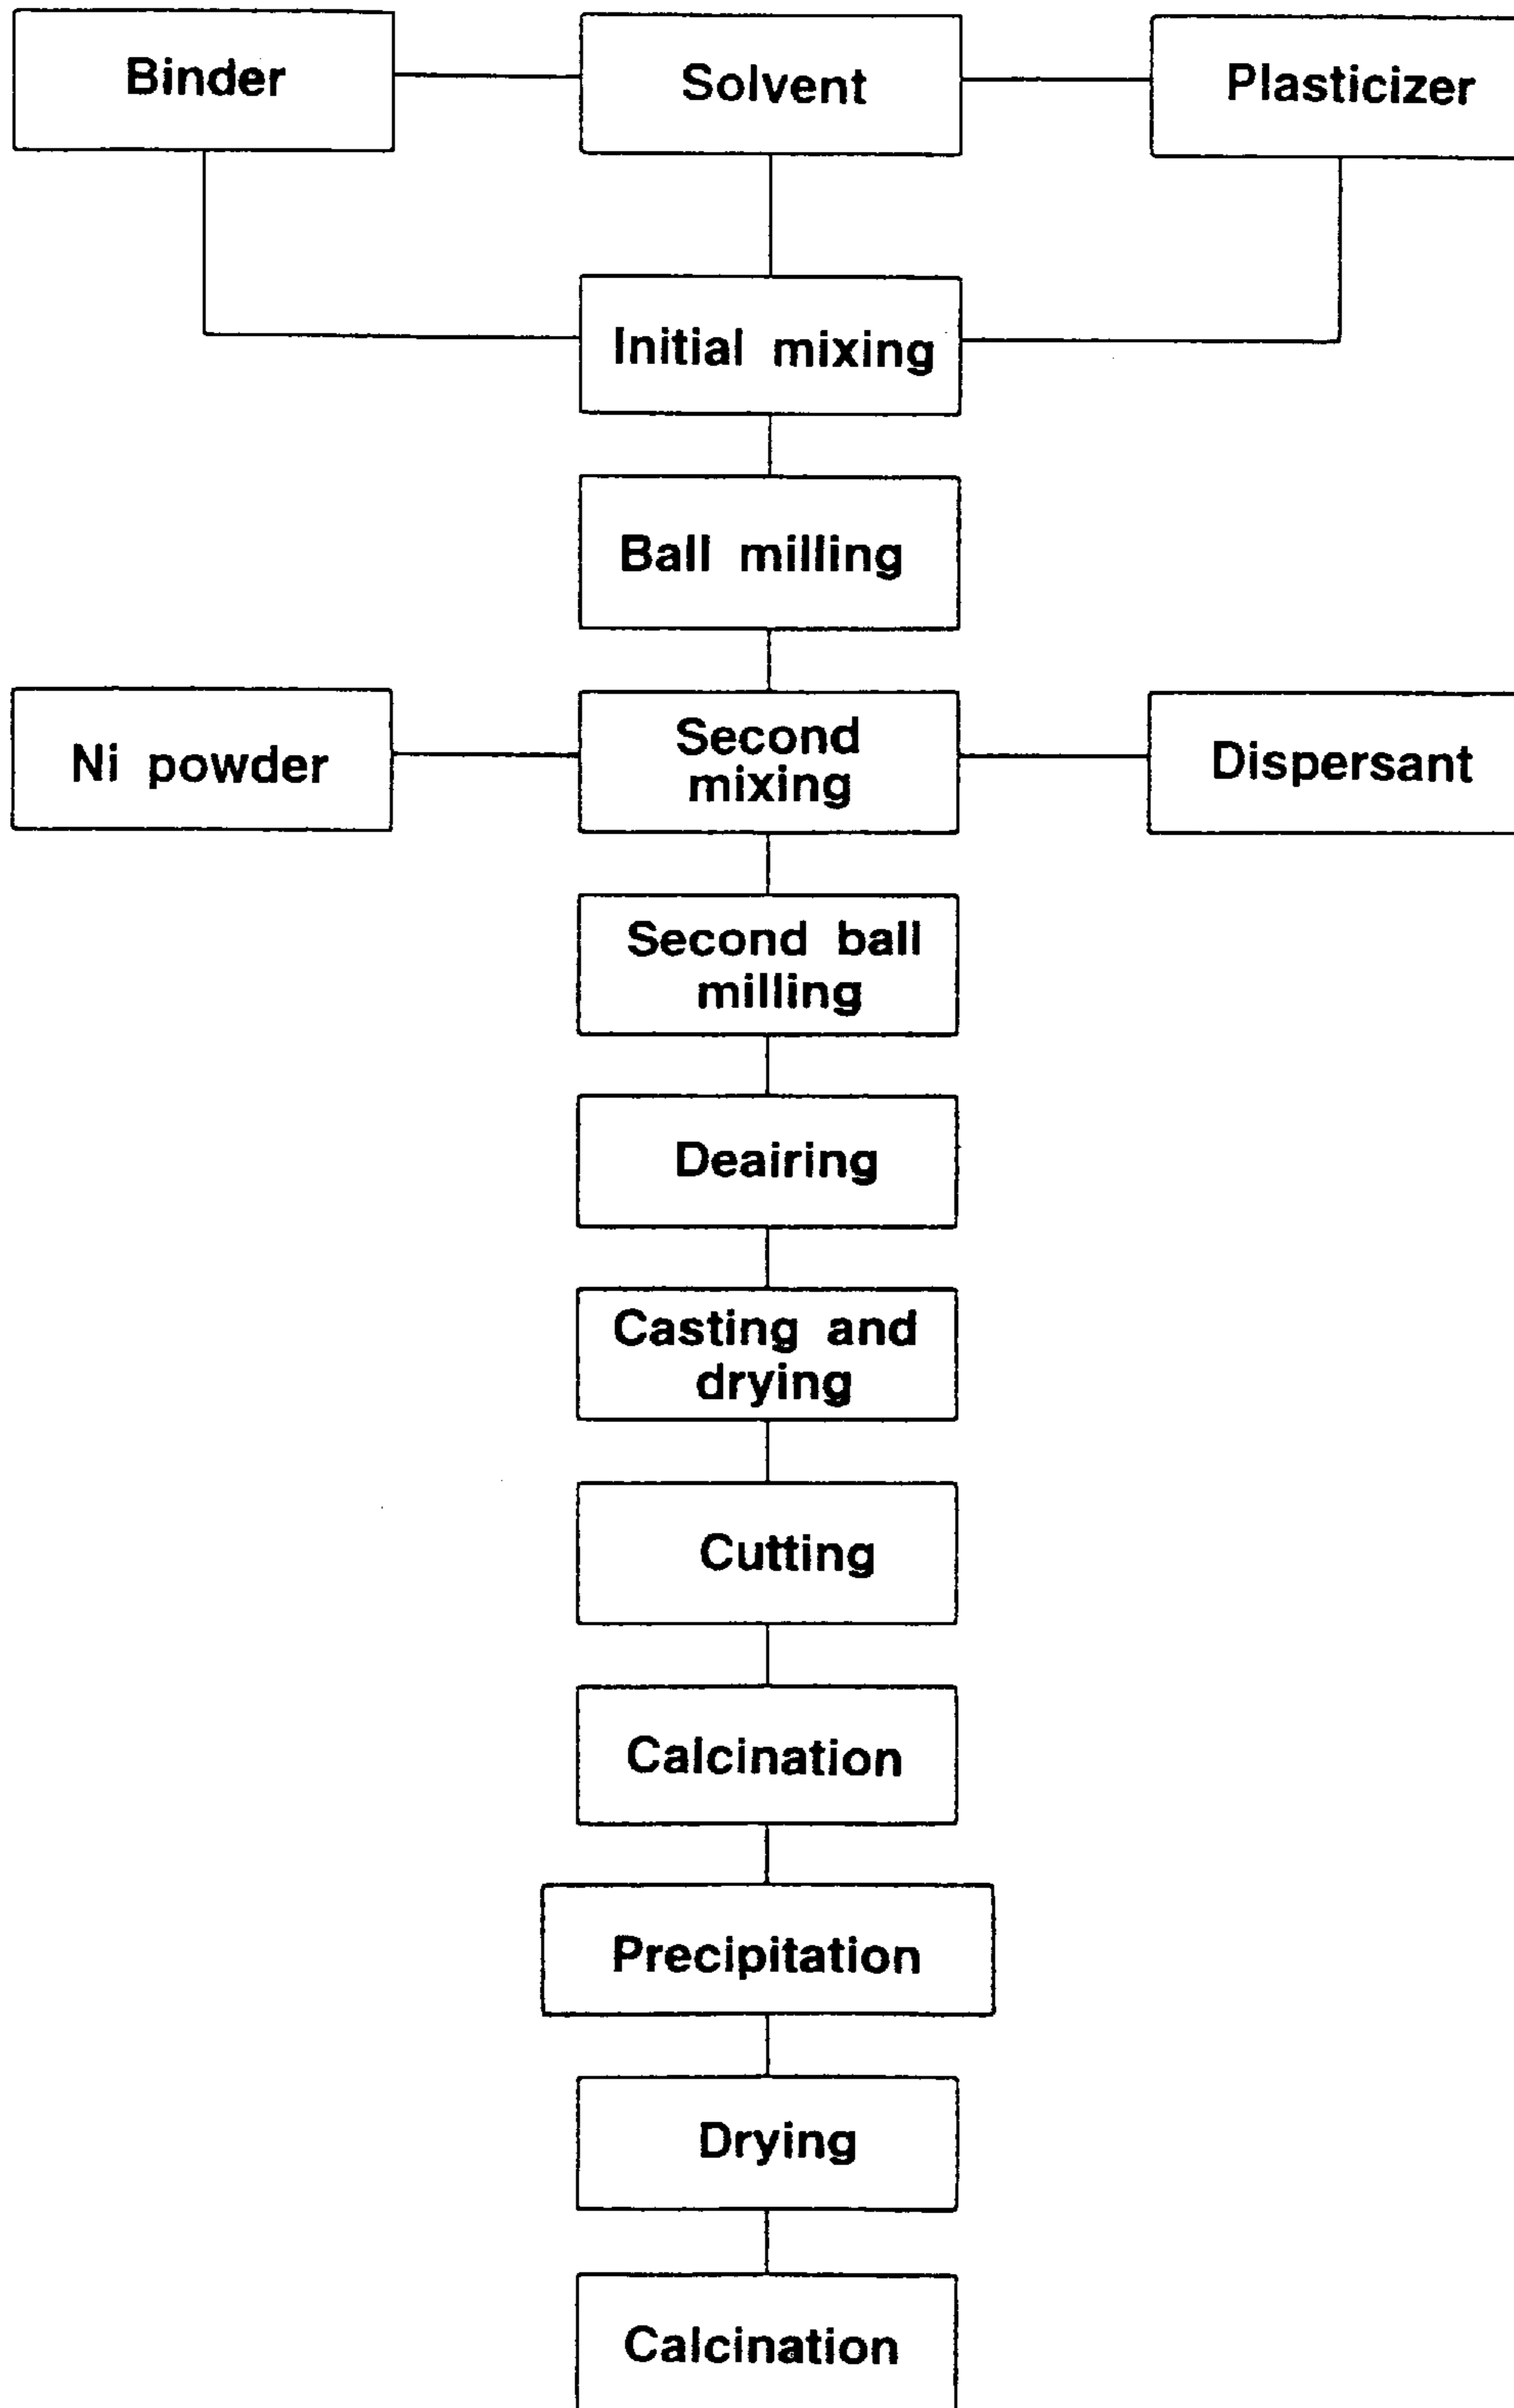 Binder
Solvent
Plasticizer
Initial mixing
Ball milling
Ni powder
Second
mixing
Dispersant
Second ball
milling
Deairing
Casting and
drying
Cutting
Calcination
Precipitation
Drying
Calcination